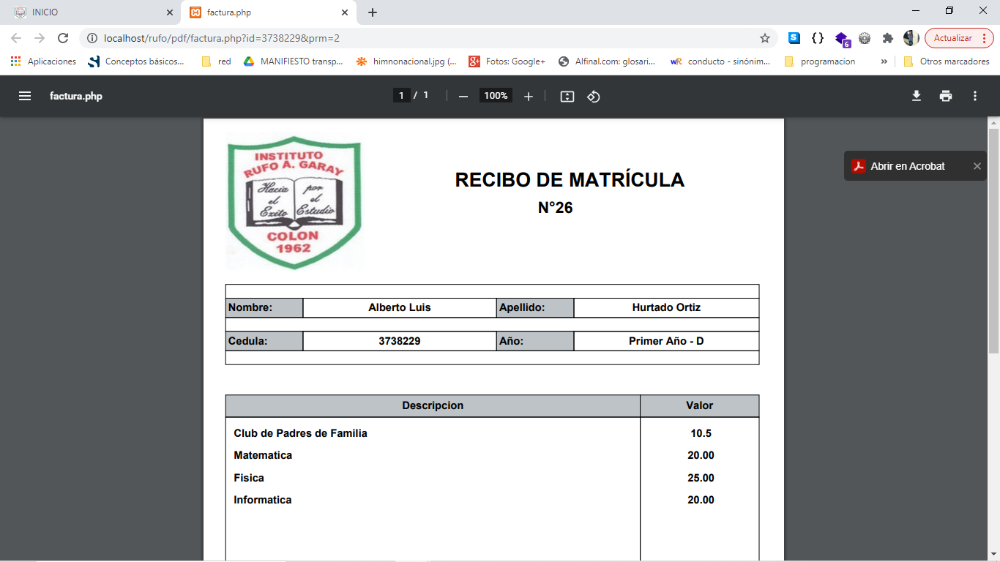 INICIO
factura.php
localhost/rufo/pdf/factura.php?id=3738229&prm=2
6
Actualizar
Aplicaciones
Conceptos básicos...
red
MANIFIESTO transp...
himnonacional.jpg (...
Fotos: Google+
Alfinal.com: glosari...
conducto - sinónim...
programacion
»
Otros marcadores
factura.php
1 / 1
100%
Abrir en Acrobat
INSTITUTO
RUFO A. GARAY
Hacia el Exito
por el Estudio
COLON
1962
RECIBO DE MATRÍCULA
N°26
Nombre: Alberto Luis Apellido: Hurtado Ortiz
Cedula: 3738229 Año: Primer Año - D
Descripcion Valor
Club de Padres de Familia 10.5
Matematica 20.00
Fisica 25.00
Informatica 20.00